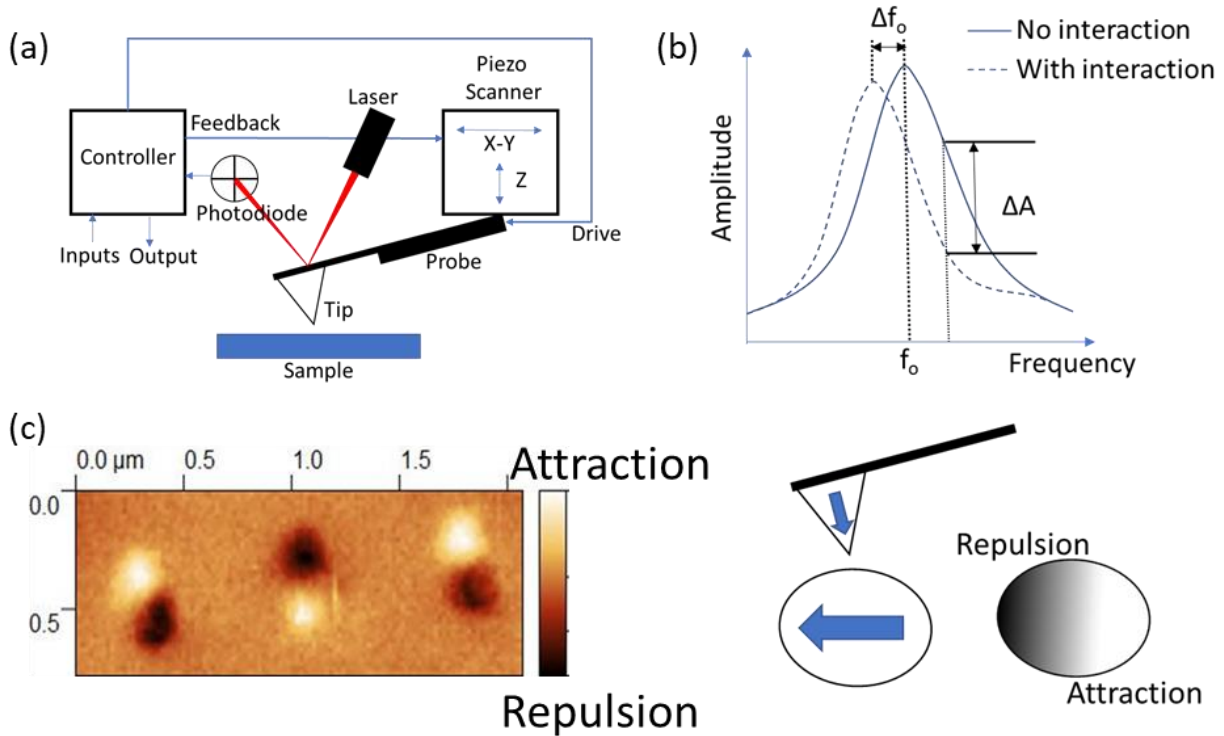 (a)
Piezo
Scanner
Laser
Feedback
Controller
X-Y
Z
Photodiode
Drive
Inputs
Output
Probe
Tip
Sample
(b)
Δfₒ
No interaction
With interaction
Amplitude
ΔA
fₒ
Frequency
(c)
0.0 µm
0.5
1.0
1.5
Attraction
0.0
0.5
Repulsion
Repulsion
Attraction